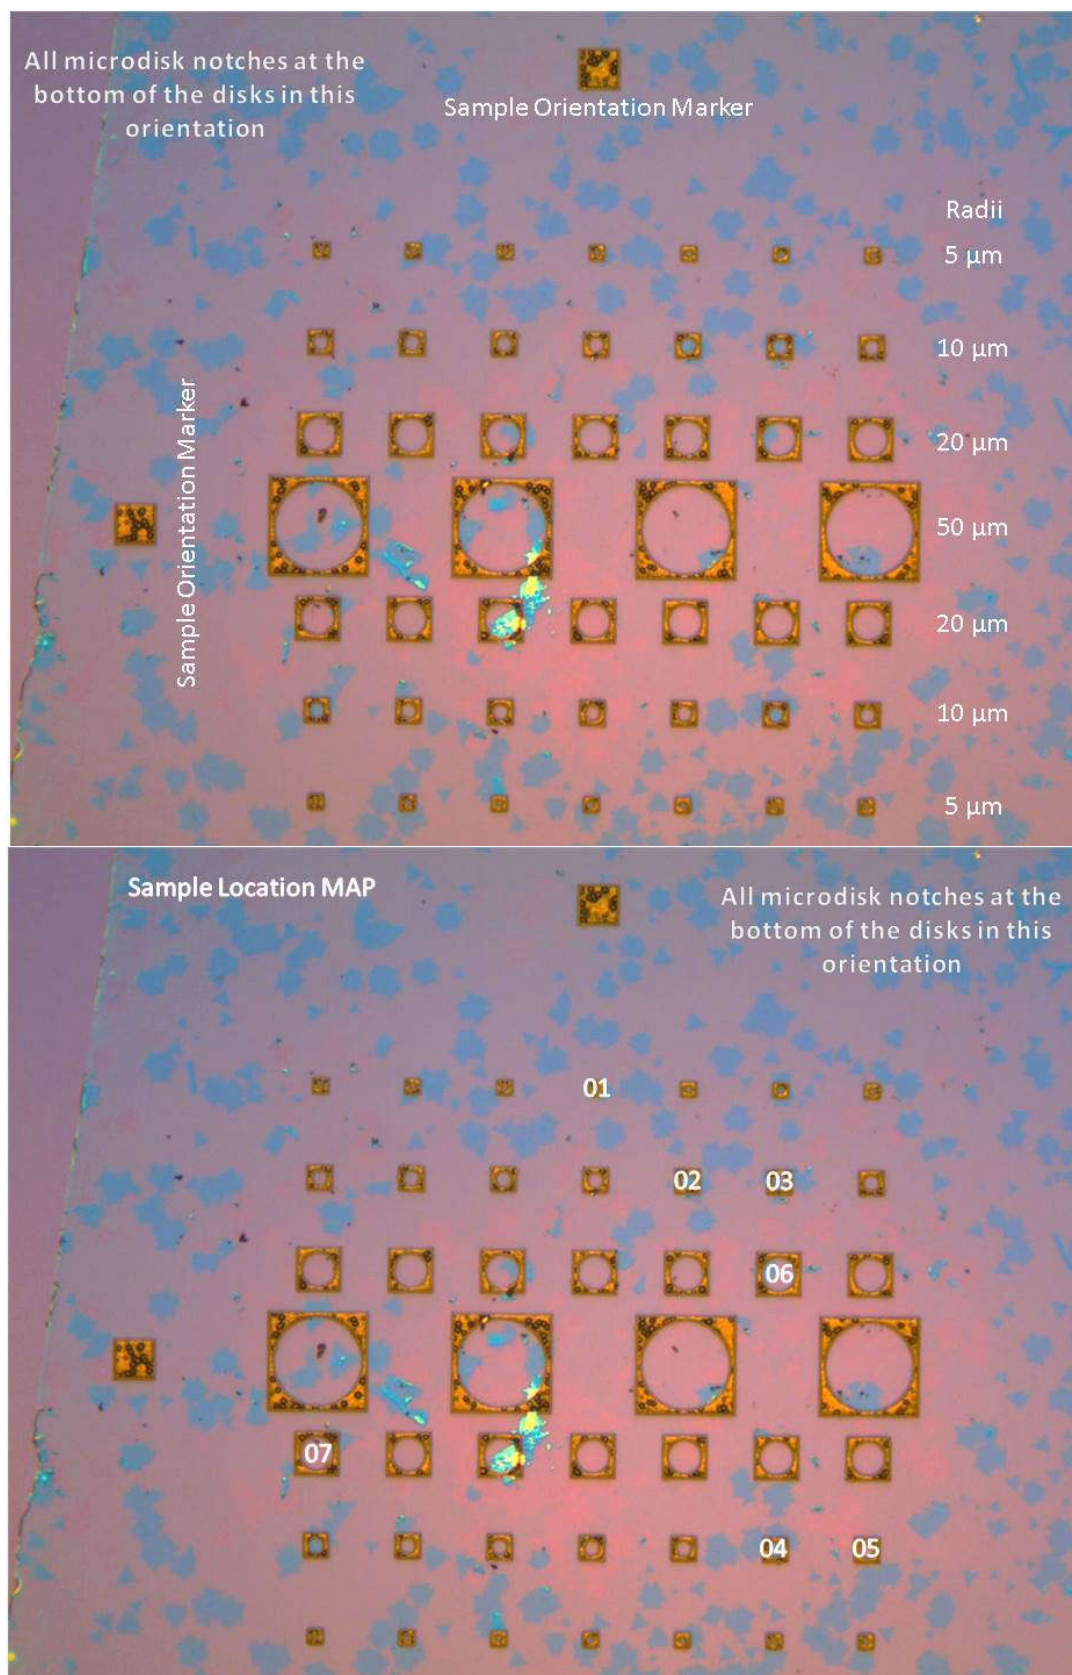 All microdisk notches at the
bottom of the disks in this
orientation
Sample Orientation Marker
Radii
5 µm
10 µm
20 µm
Sample Orientation Marker
50 µm
20 µm
10 µm
5 µm
Sample Location MAP
All microdisk notches at the
bottom of the disks in this
orientation
01
02 03
06
07
04 05